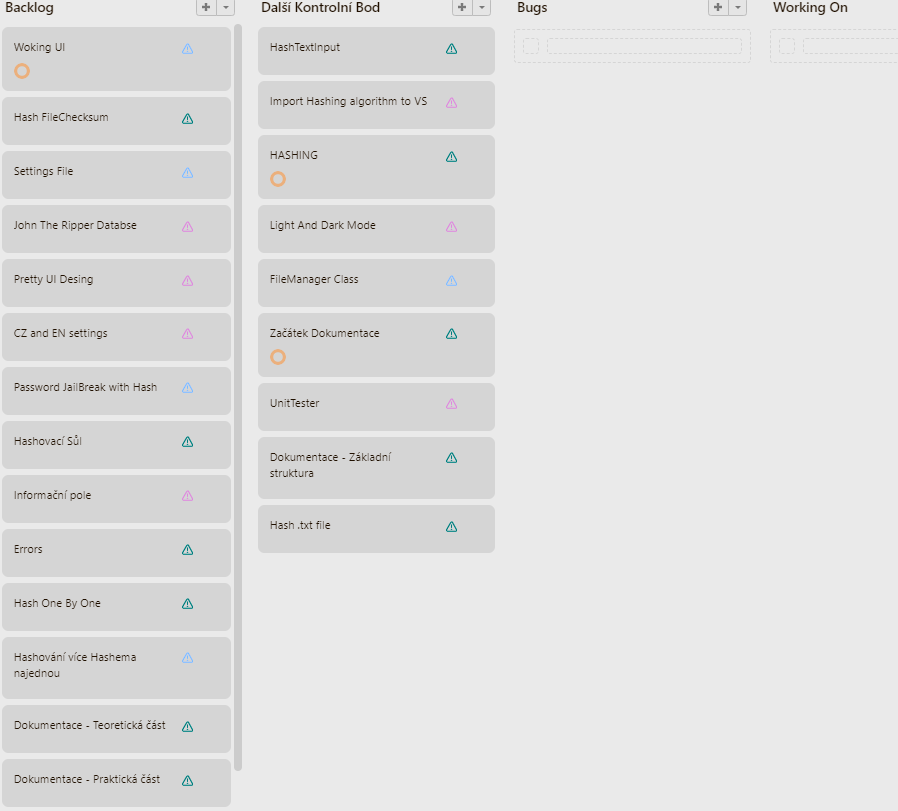 Backlog
Woking UI
Hash FileChecksum
Settings File
John The Ripper Databse
Pretty UI Desing
CZ and EN settings
Password JailBreak with Hash
Hashovací Sůl
Informační pole
Errors
Hash One By One
Hashování více Hashema
najednou
Dokumentace - Teoretická část
Dokumentace - Praktická část
Další Kontrolní Bod
HashTextInput
Import Hashing algorithm to VS
HASHING
Light And Dark Mode
FileManager Class
Začátek Dokumentace
UnitTester
Dokumentace - Základní
struktura
Hash .txt file
Bugs
Working On